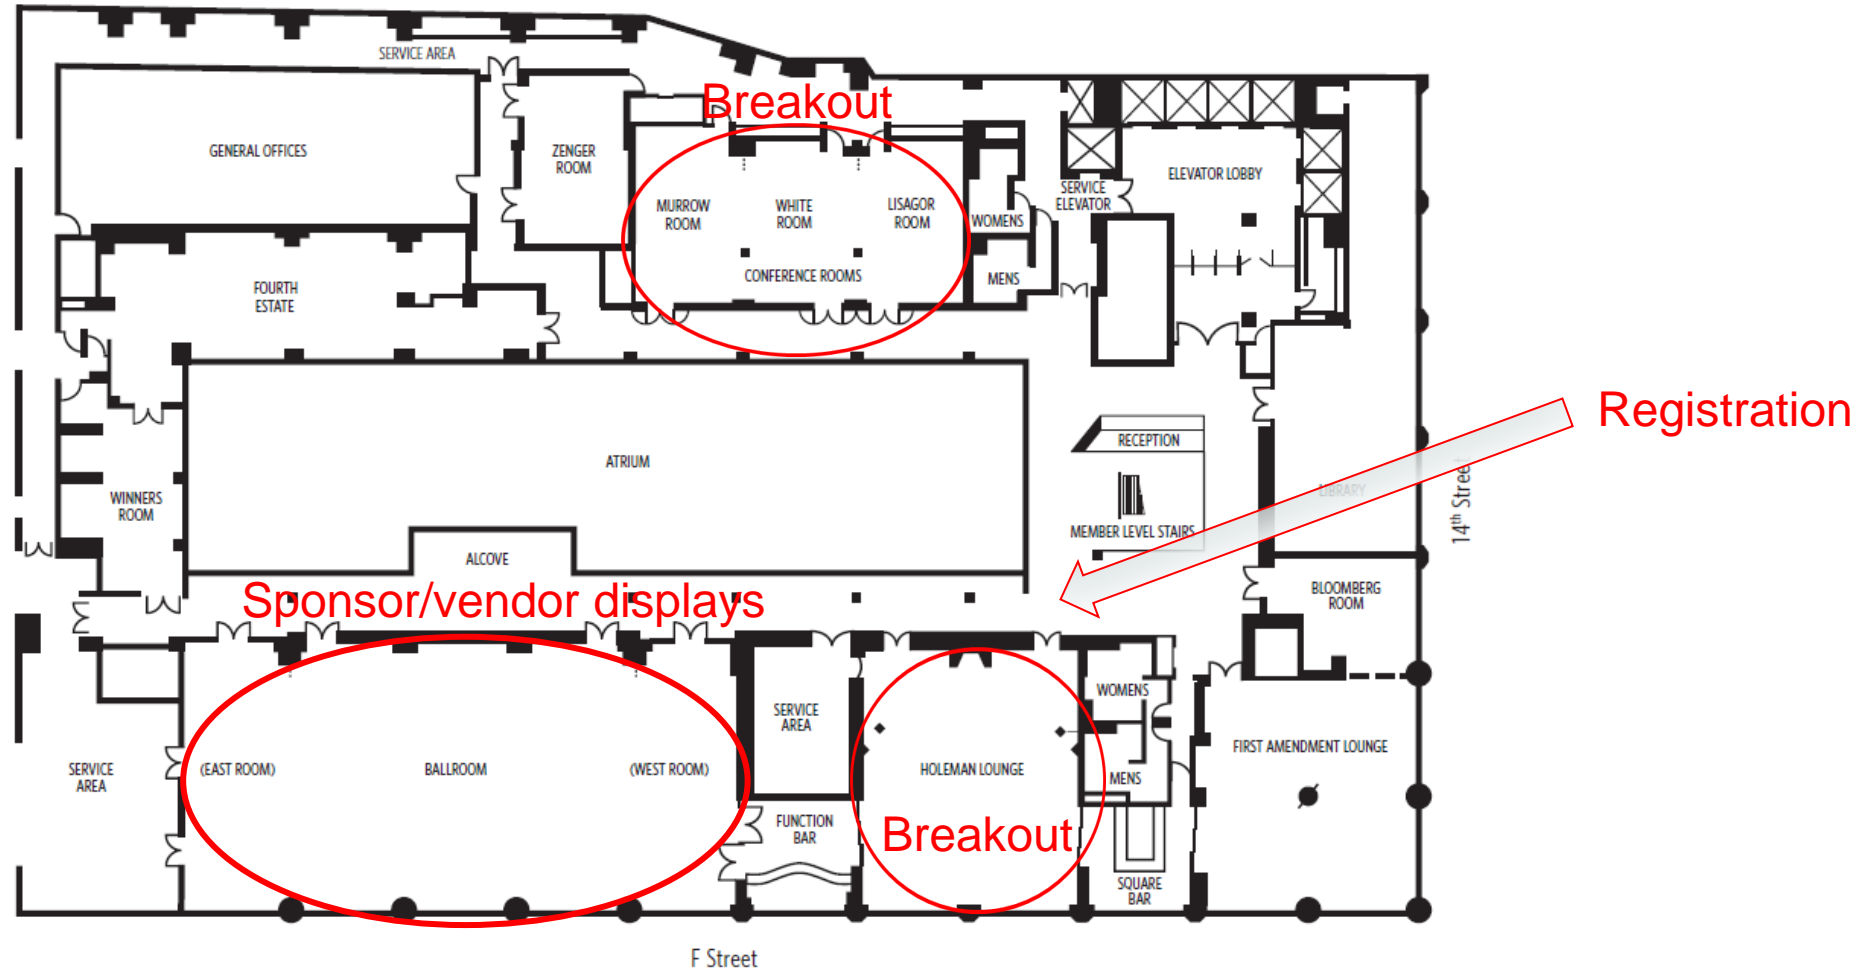 SERVICE AREA
Breakout
GENERAL OFFICES
ZENGER
ROOM
ELEVATOR LOBBY
SERVICE
ELEVATOR
MURROW
ROOM
WHITE
ROOM
LISAGOR
ROOM
WOMENS
CONFERENCE ROOMS
MENS
FOURTH
ESTATE
Registration
RECEPTION
ATRIUM
WINNERS
ROOM
LIBRARY
14th Street
MEMBER LEVEL STAIRS
ALCOVE
BLOOMBERG
ROOM
Sponsor/vendor displays
WOMENS
SERVICE
AREA
FIRST AMENDMENT LOUNGE
SERVICE
AREA
(EAST ROOM)
BALLROOM
(WEST ROOM)
HOLEMAN LOUNGE
MENS
FUNCTION
BAR
Breakout
SQUARE
BAR
F Street